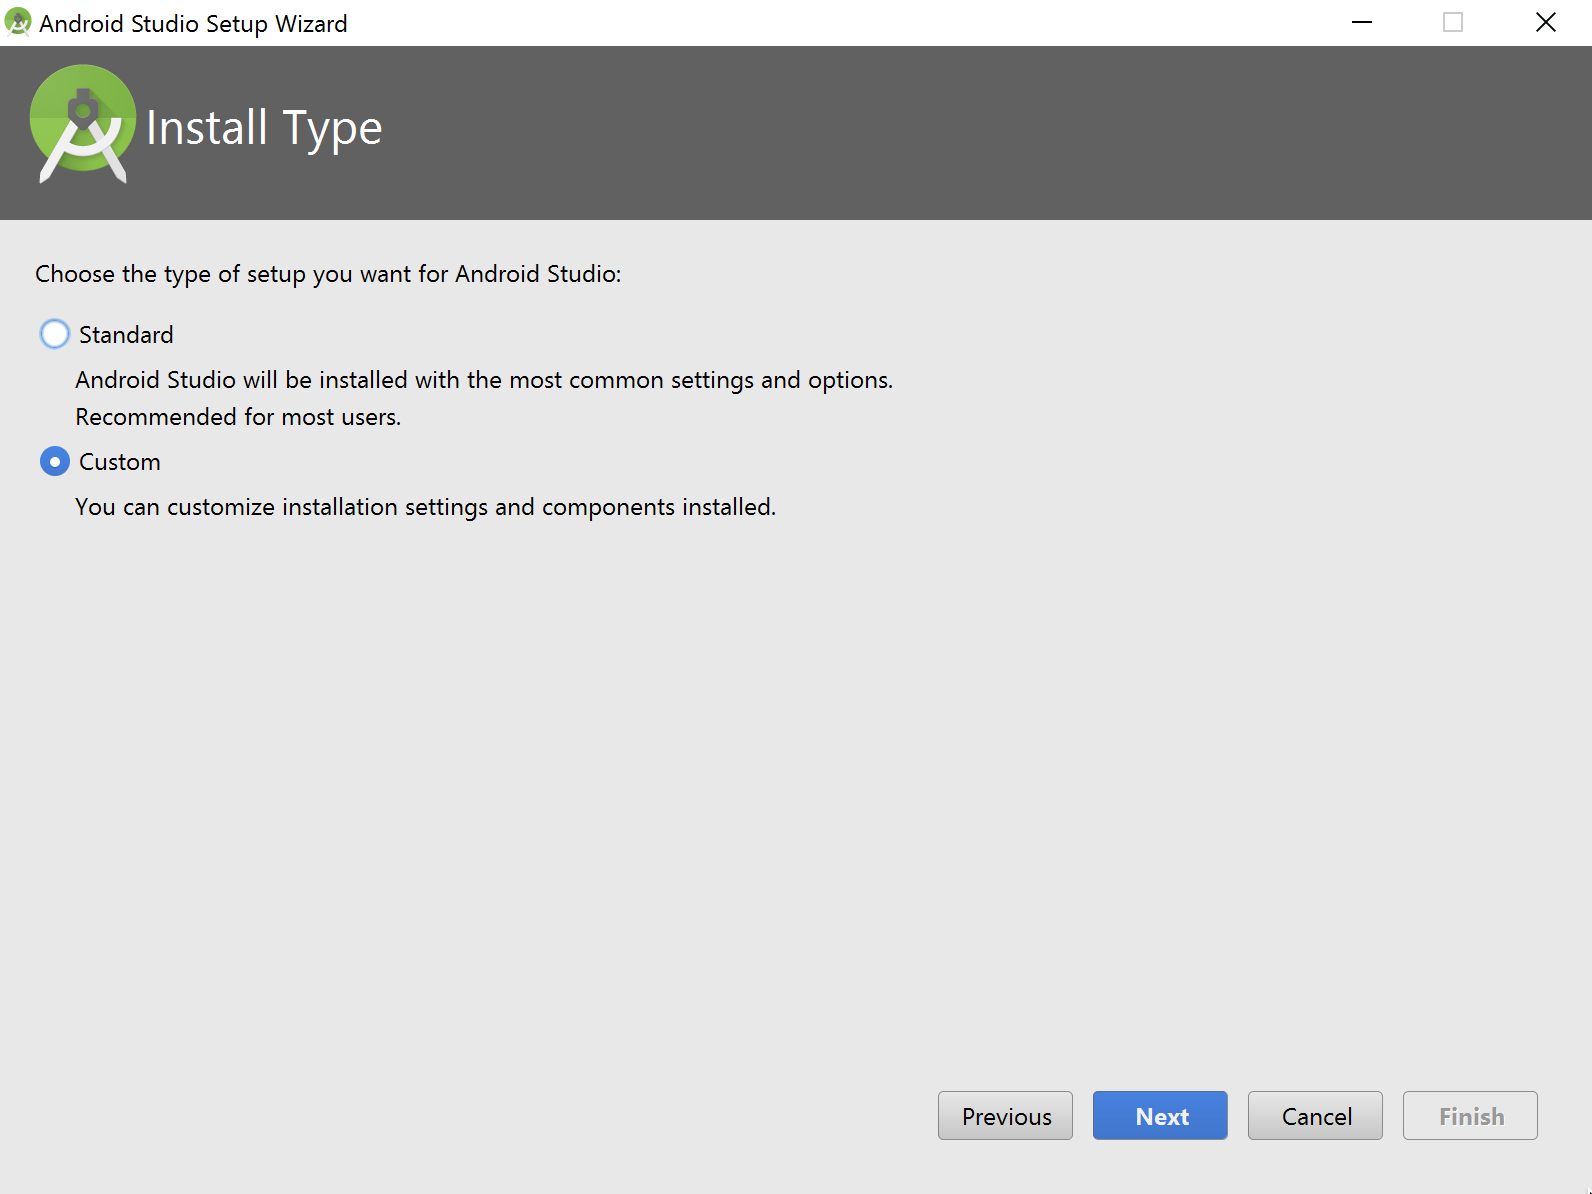 Android Studio Setup Wizard
Install Type
Choose the type of setup you want for Android Studio:
Standard
Android Studio will be installed with the most common settings and options.
Recommended for most users.
Custom
You can customize installation settings and components installed.
Previous Next Cancel Finish